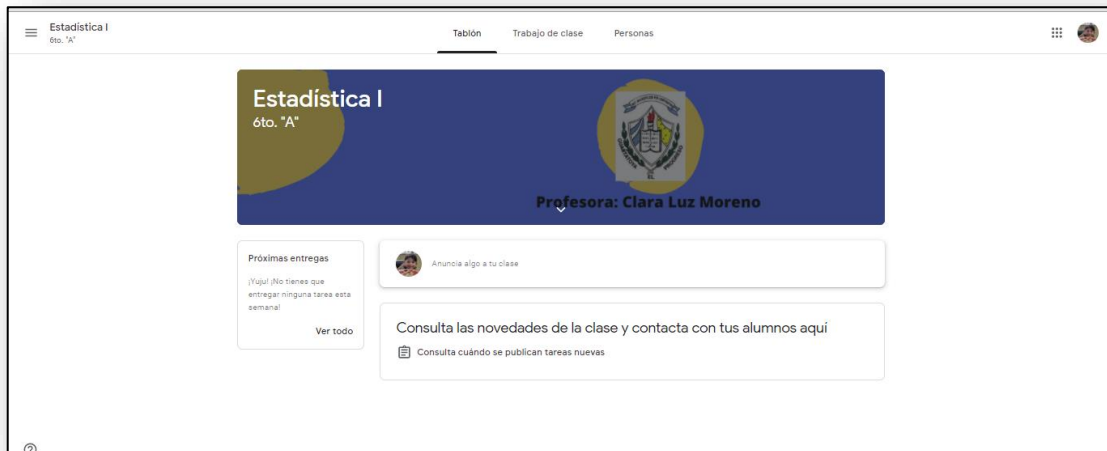 Estadística I
6to. "A"
Tablón
Trabajo de clase
Personas
Estadística I
6to. "A"
Profesora: Clara Luz Moreno
Próximas entregas
¡Yuju! ¡No tienes que
entregar ninguna tarea esta
semana!
Ver todo
Anuncia algo a tu clase
Consulta las novedades de la clase y contacta con tus alumnos aquí
Consulta cuándo se publican tareas nuevas